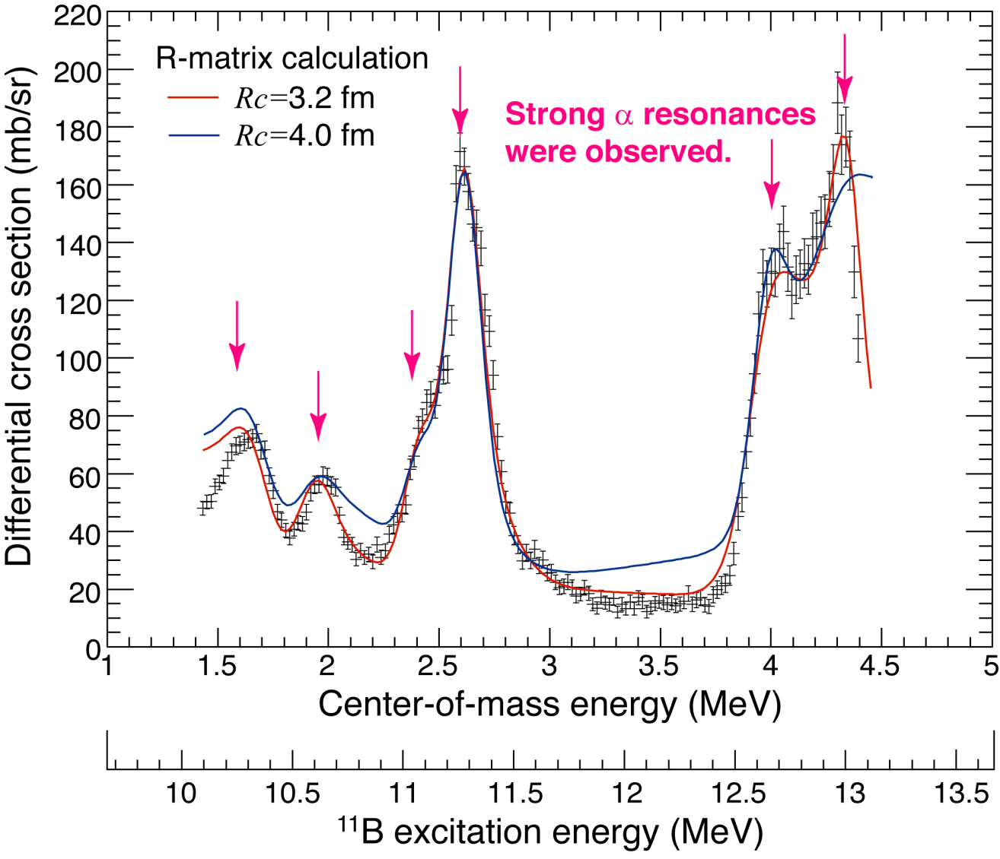 220
200
180
160
140
120
100
80
60
40
20
0
Differential cross section (mb/sr)
R-matrix calculation
Rc=3.2 fm
Rc=4.0 fm
Strong α resonances
were observed.
1 1.5 2 2.5 3 3.5 4 4.5 5
Center-of-mass energy (MeV)
10 10.5 11 11.5 12 12.5 13 13.5
¹¹B excitation energy (MeV)